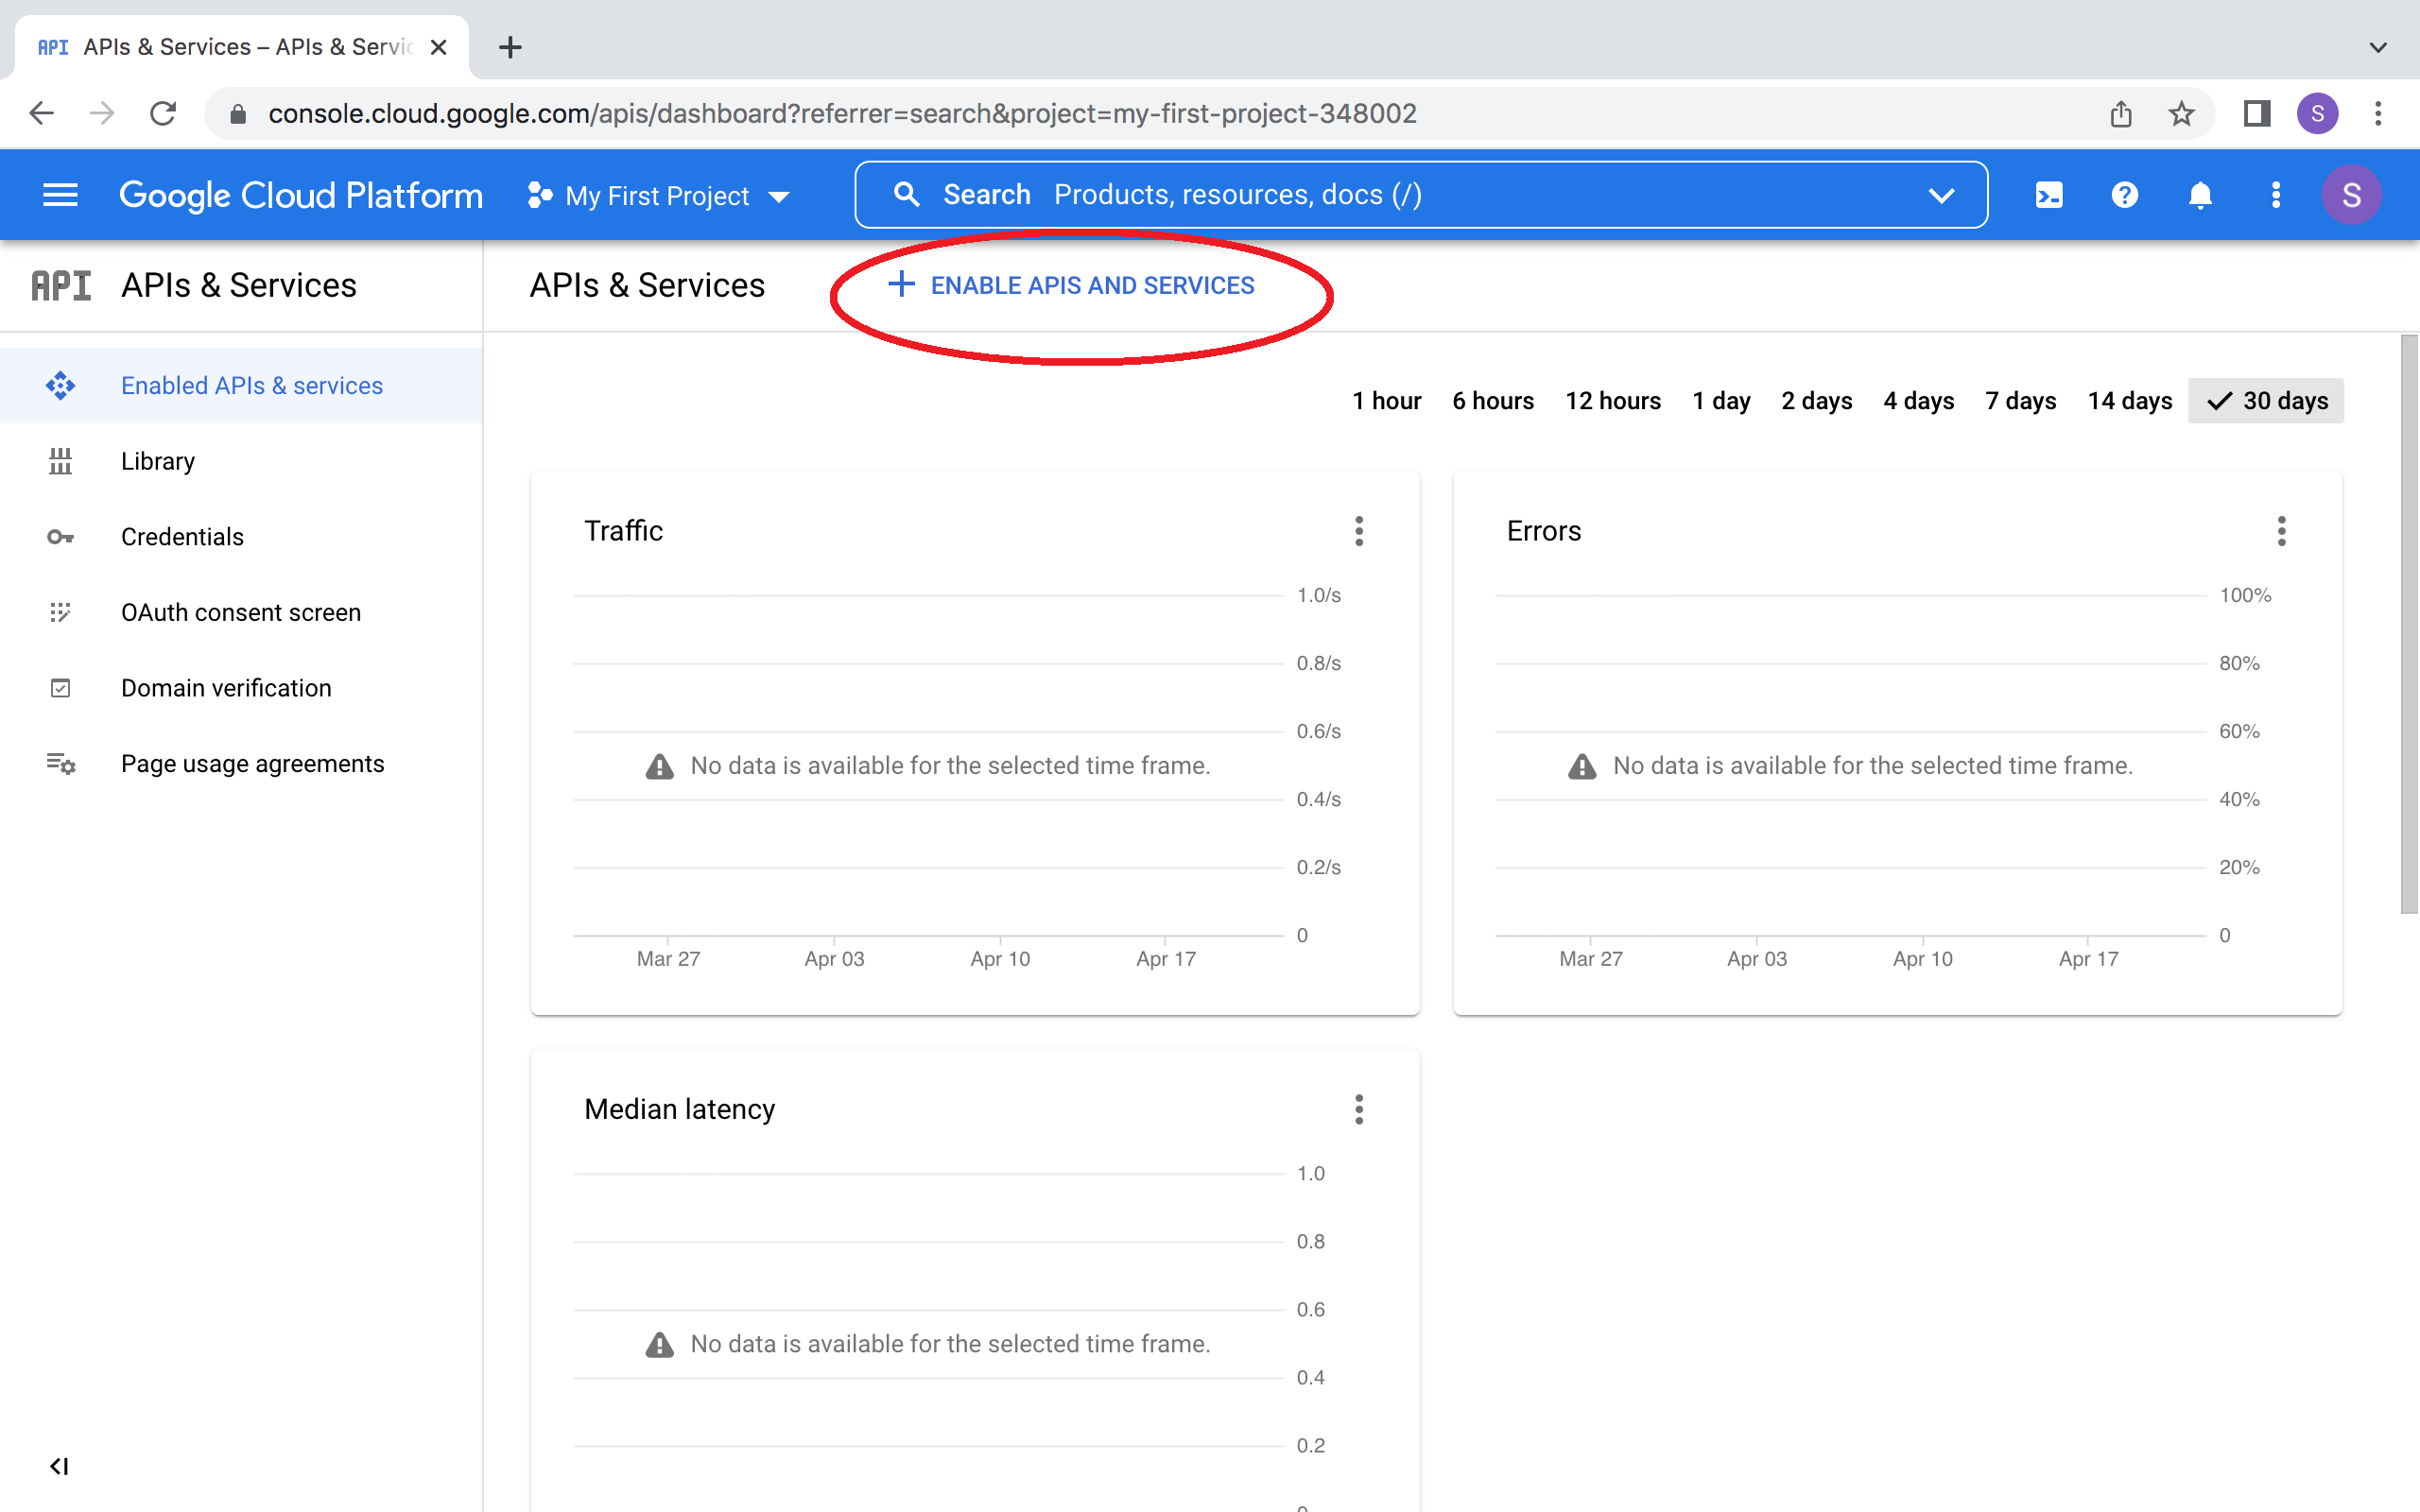 API APIs & Services – APIs & Servic
console.cloud.google.com/apis/dashboard?referrer=search&project=my-first-project-348002
S
Google Cloud Platform
My First Project
Search Products, resources, docs (/)
S
API APIs & Services
APIs & Services
ENABLE APIS AND SERVICES
Enabled APIs & services
Library
Credentials
OAuth consent screen
Domain verification
Page usage agreements
1 hour 6 hours 12 hours 1 day 2 days 4 days 7 days 14 days 30 days
Traffic
1.0/s
0.8/s
0.6/s
No data is available for the selected time frame.
0.4/s
0.2/s
0
Mar 27 Apr 03 Apr 10 Apr 17
Errors
100%
80%
60%
No data is available for the selected time frame.
40%
20%
0
Mar 27 Apr 03 Apr 10 Apr 17
Median latency
1.0
0.8
0.6
No data is available for the selected time frame.
0.4
0.2